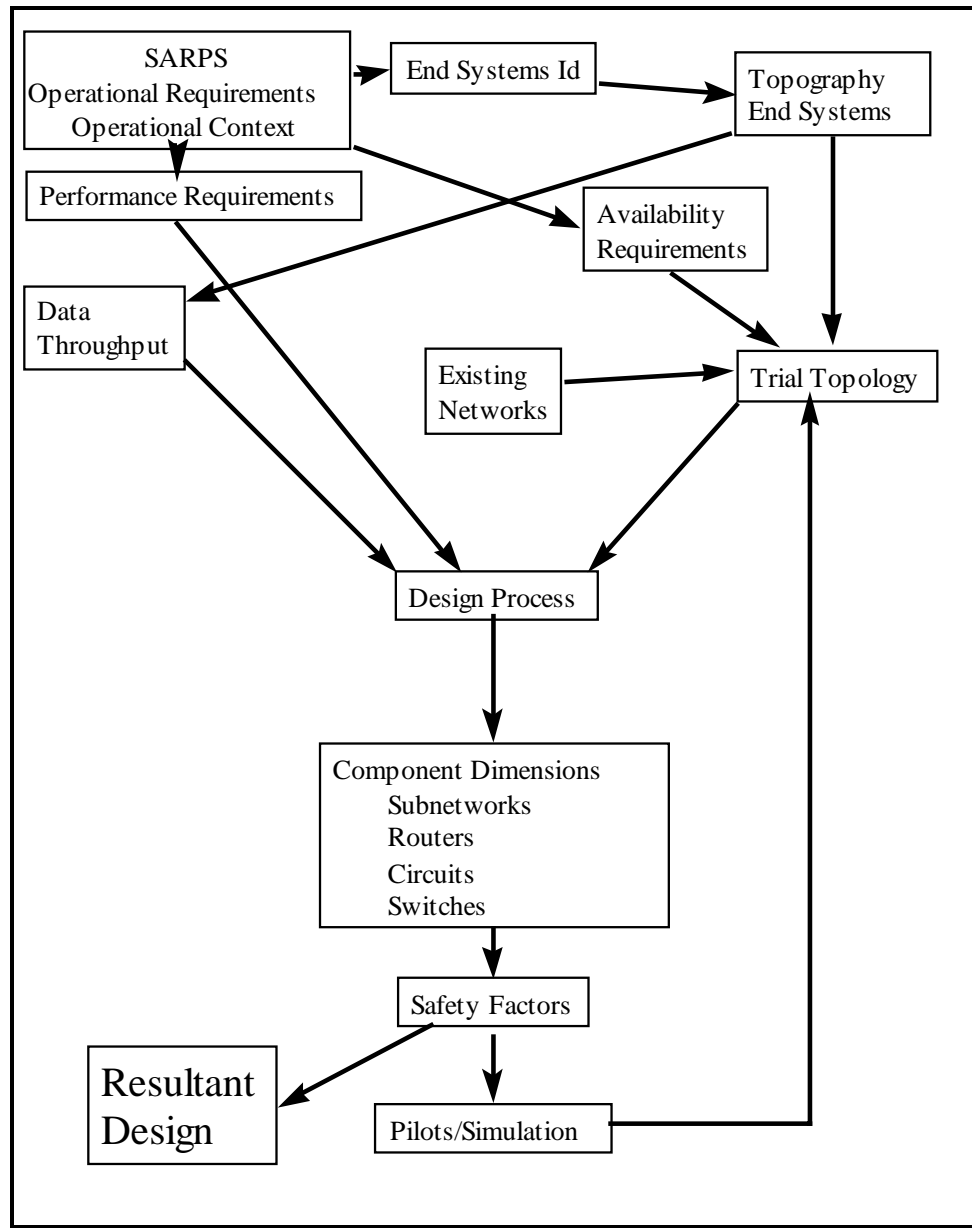 SARPS
Operational Requirements
Operational Context
End Systems Id
Topography
End Systems
Performance Requirements
Availability
Requirements
Data
Throughput
Existing
Networks
Trial Topology
Design Process
Component Dimensions
Subnetworks
Routers
Circuits
Switches
Safety Factors
Resultant
Design
Pilots/Simulation